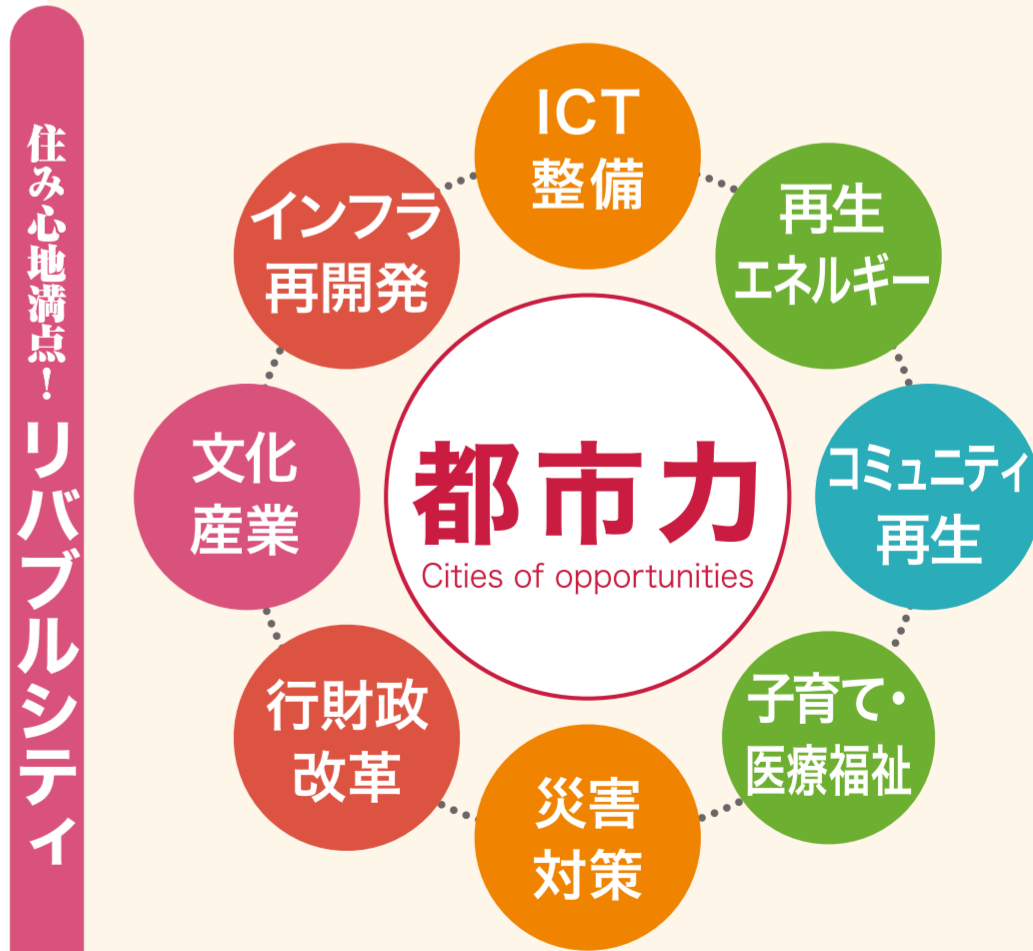 住み心地満点！リバブルシティ
ICT
整備
再生
エネルギー
コミュニティ
再生
子育て・
医療福祉
災害
対策
行財政
改革
文化
産業
インフラ
再開発
都市力
Cities of opportunities